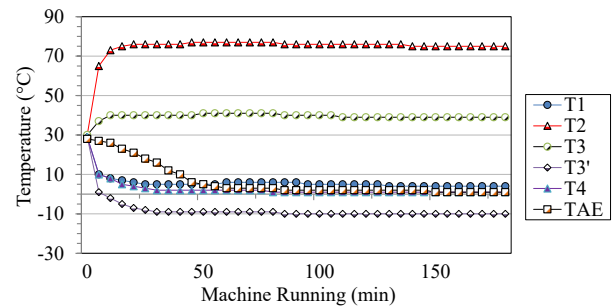 90
70
50
30
10
-10
-30
Temperature (°C)
0
50
100
150
Machine Running (min)
T1
T2
T3
T3'
T4
TAE